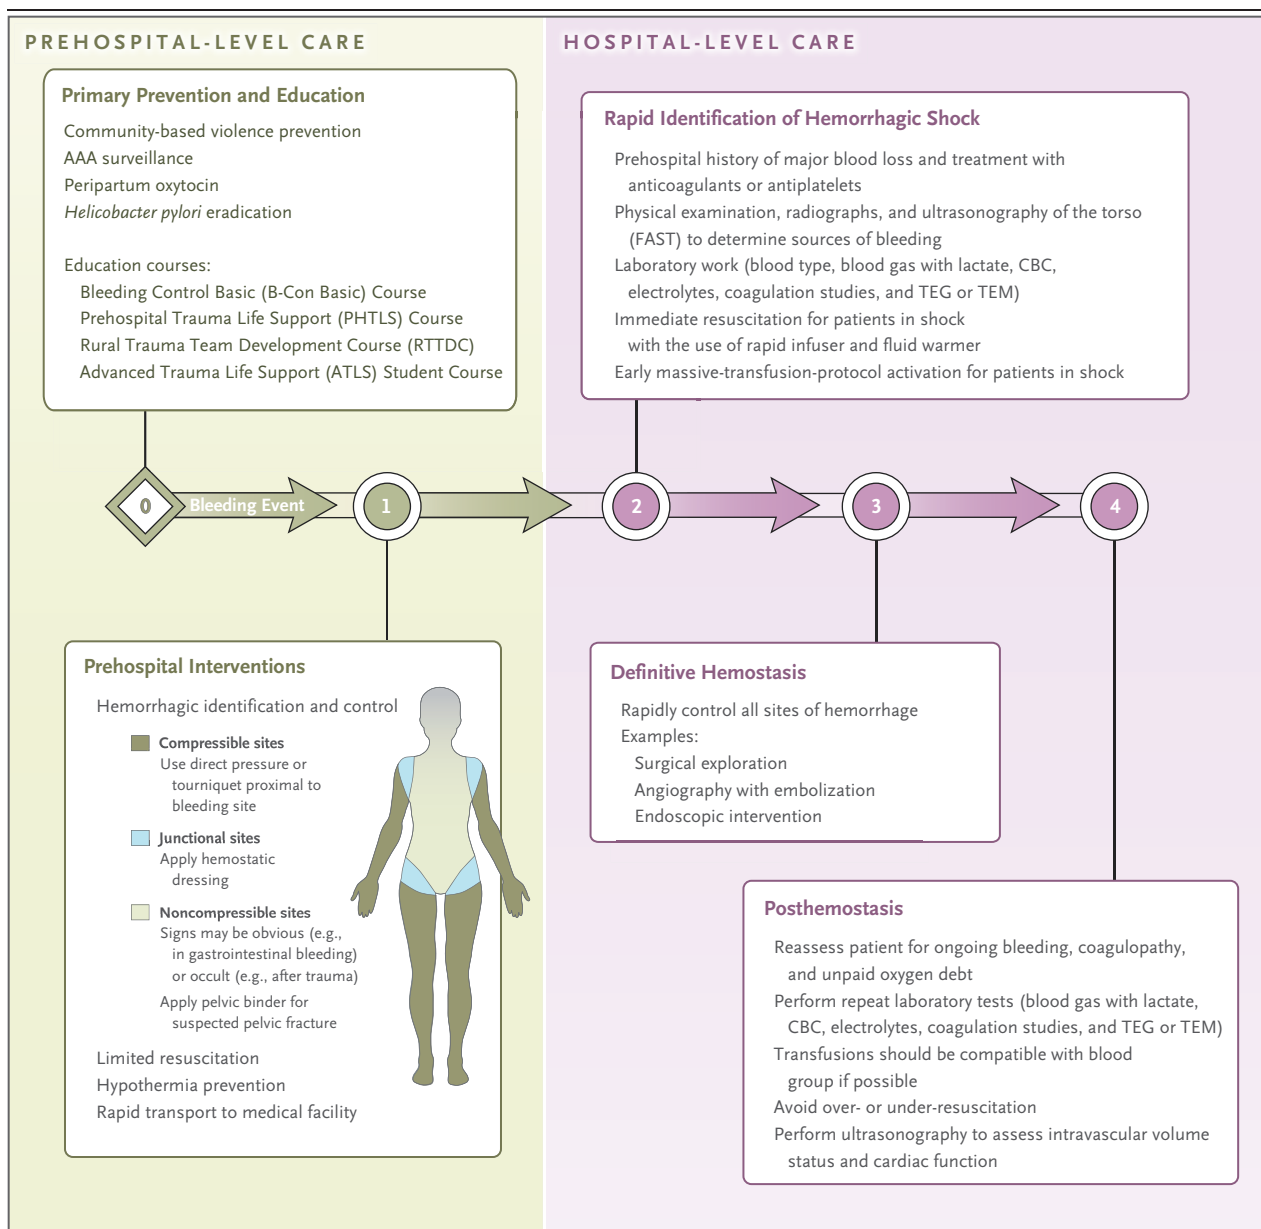 PREHOSPITAL-LEVEL CARE
Primary Prevention and Education
Community-based violence prevention
AAA surveillance
Peripartum oxytocin
Helicobacter pylori eradication
Education courses:
Bleeding Control Basic (B-Con Basic) Course
Prehospital Trauma Life Support (PHTLS) Course
Rural Trauma Team Development Course (RTTDC)
Advanced Trauma Life Support (ATLS) Student Course
HOSPITAL-LEVEL CARE
Rapid Identification of Hemorrhagic Shock
Prehospital history of major blood loss and treatment with
anticoagulants or antiplatelets
Physical examination, radiographs, and ultrasonography of the torso
(FAST) to determine sources of bleeding
Laboratory work (blood type, blood gas with lactate, CBC,
electrolytes, coagulation studies, and TEG or TEM)
Immediate resuscitation for patients in shock
with the use of rapid infuser and fluid warmer
Early massive-transfusion-protocol activation for patients in shock
0
Bleeding Event
1
2
3
4
Prehospital Interventions
Hemorrhagic identification and control
Compressible sites
Use direct pressure or
tourniquet proximal to
bleeding site
Junctional sites
Apply hemostatic
dressing
Noncompressible sites
Signs may be obvious (e.g.,
in gastrointestinal bleeding)
or occult (e.g., after trauma)
Apply pelvic binder for
suspected pelvic fracture
Limited resuscitation
Hypothermia prevention
Rapid transport to medical facility
Definitive Hemostasis
Rapidly control all sites of hemorrhage
Examples:
Surgical exploration
Angiography with embolization
Endoscopic intervention
Posthemostasis
Reassess patient for ongoing bleeding, coagulopathy,
and unpaid oxygen debt
Perform repeat laboratory tests (blood gas with lactate,
CBC, electrolytes, coagulation studies, and TEG or TEM)
Transfusions should be compatible with blood
group if possible
Avoid over- or under-resuscitation
Perform ultrasonography to assess intravascular volume
status and cardiac function